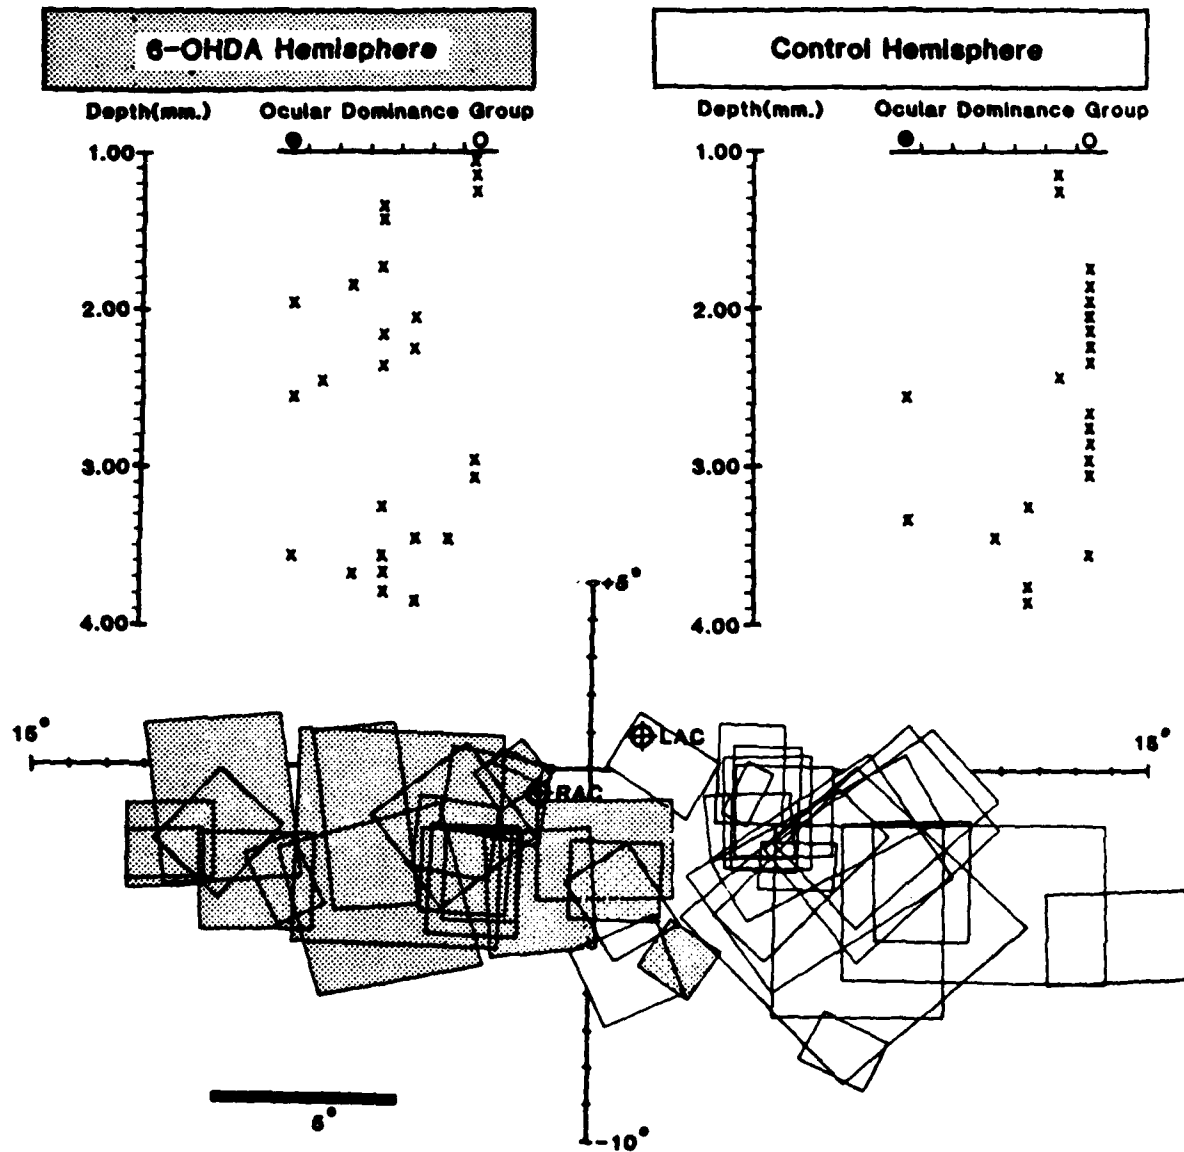 6-OHDA Hemisphere
Control Hemisphere
Depth(mm.) Ocular Dominance Group
Depth(mm.) Ocular Dominance Group
1.00
2.00
3.00
4.00
1.00
2.00
3.00
4.00
+5°
15°
LAC
RAC
15°
5°
-10°